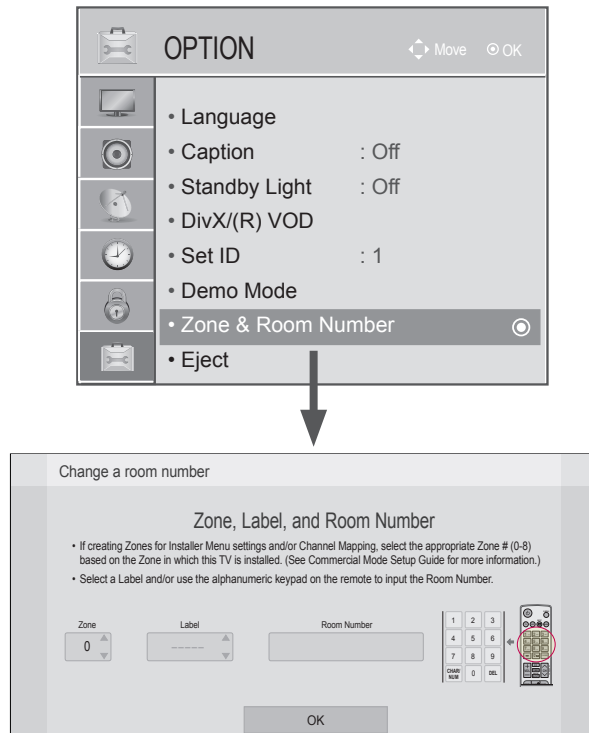 OPTION
Move
OK
• Language
• Caption : Off
• Standby Light : Off
• DivX/(R) VOD
• Set ID : 1
• Demo Mode
• Zone & Room Number
• Eject
Change a room number
Zone, Label, and Room Number
• If creating Zones for Installer Menu settings and/or Channel Mapping, select the appropriate Zone # (0-8)
based on the Zone in which this TV is installed. (See Commercial Mode Setup Guide for more information.)
• Select a Label and/or use the alphanumeric keypad on the remote to input the Room Number.
Zone Label Room Number
0 -----
1 2 3
4 5 6
7 8 9
CHAR/
NUM 0 DEL
OK